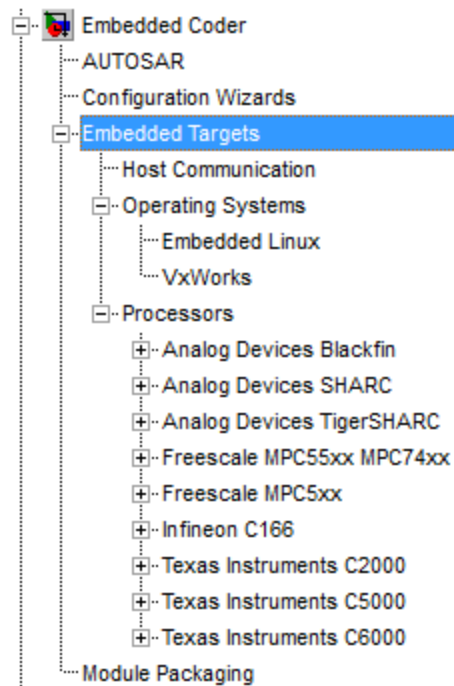 Embedded Coder
AUTOSAR
Configuration Wizards
Embedded Targets
Host Communication
Operating Systems
Embedded Linux
VxWorks
Processors
Analog Devices Blackfin
Analog Devices SHARC
Analog Devices TigerSHARC
Freescale MPC55xx MPC74xx
Freescale MPC5xx
Infineon C166
Texas Instruments C2000
Texas Instruments C5000
Texas Instruments C6000
Module Packaging